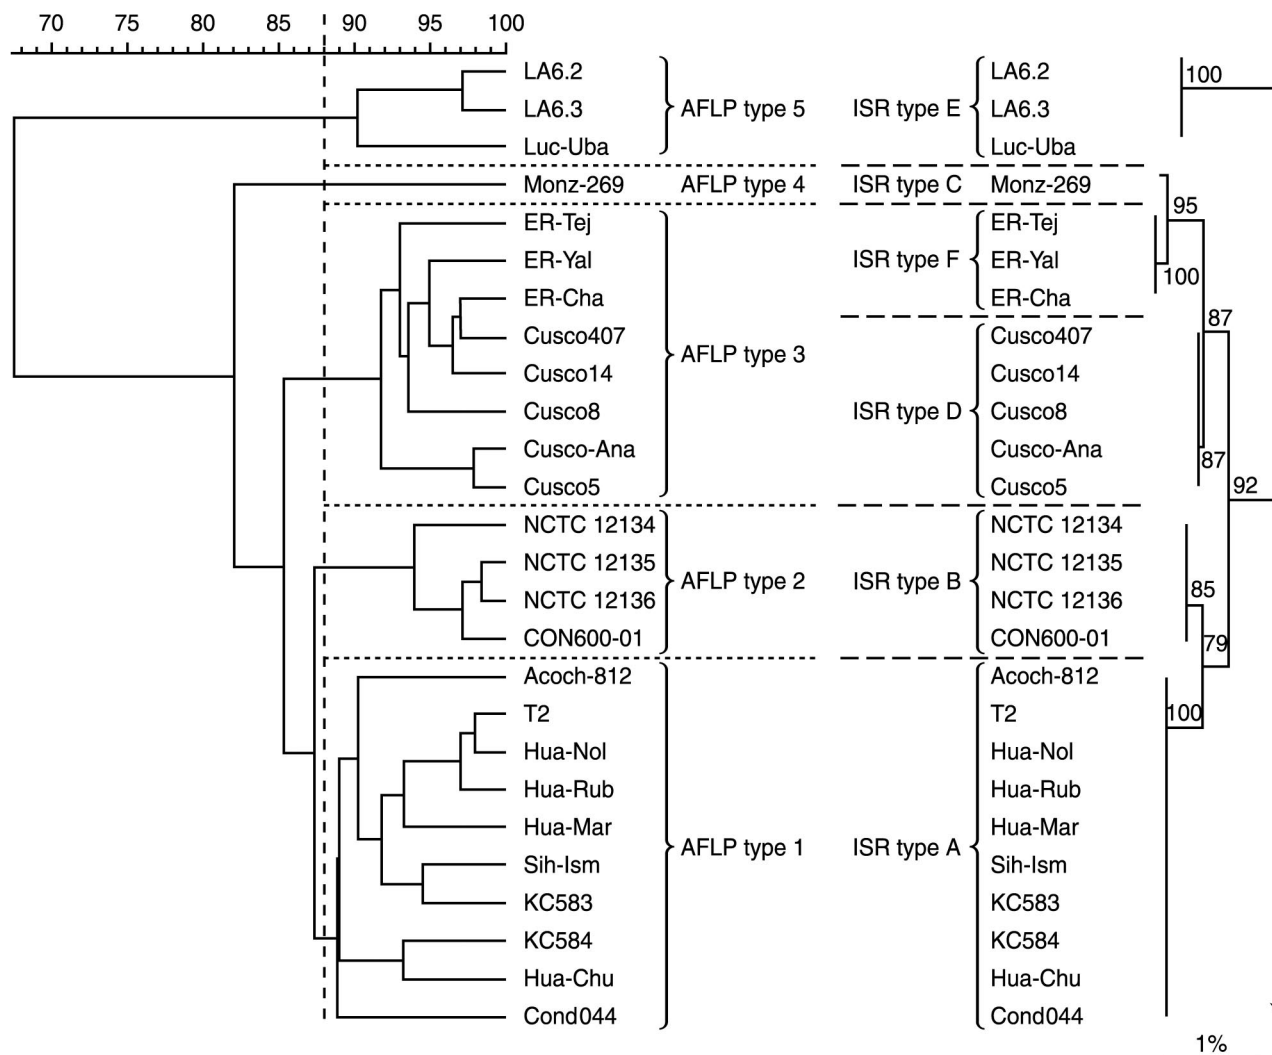 70 75 80 85 90 95 100
LA6.2 LA6.2 100
LA6.3 AFLP type 5 ISR type E LA6.3
Luc-Uba Luc-Uba
Monz-269 AFLP type 4 ISR type C Monz-269
95
ER-Tej ER-Tej
ER-Yal ISR type F ER-Yal
100
ER-Cha ER-Cha
87
Cusco407 Cusco407
AFLP type 3
Cusco14 Cusco14
Cusco8 ISR type D Cusco8
Cusco-Ana Cusco-Ana
87
Cusco5 Cusco5
92
NCTC 12134 NCTC 12134
NCTC 12135 NCTC 12135
AFLP type 2 ISR type B
85
NCTC 12136 NCTC 12136
CON600-01 CON600-01
79
Acoch-812 Acoch-812
T2 T2 100
Hua-Nol Hua-Nol
Hua-Rub Hua-Rub
Hua-Mar Hua-Mar
AFLP type 1 ISR type A
Sih-Ism Sih-Ism
KC583 KC583
KC584 KC584
Hua-Chu Hua-Chu
Cond044 Cond044
1%